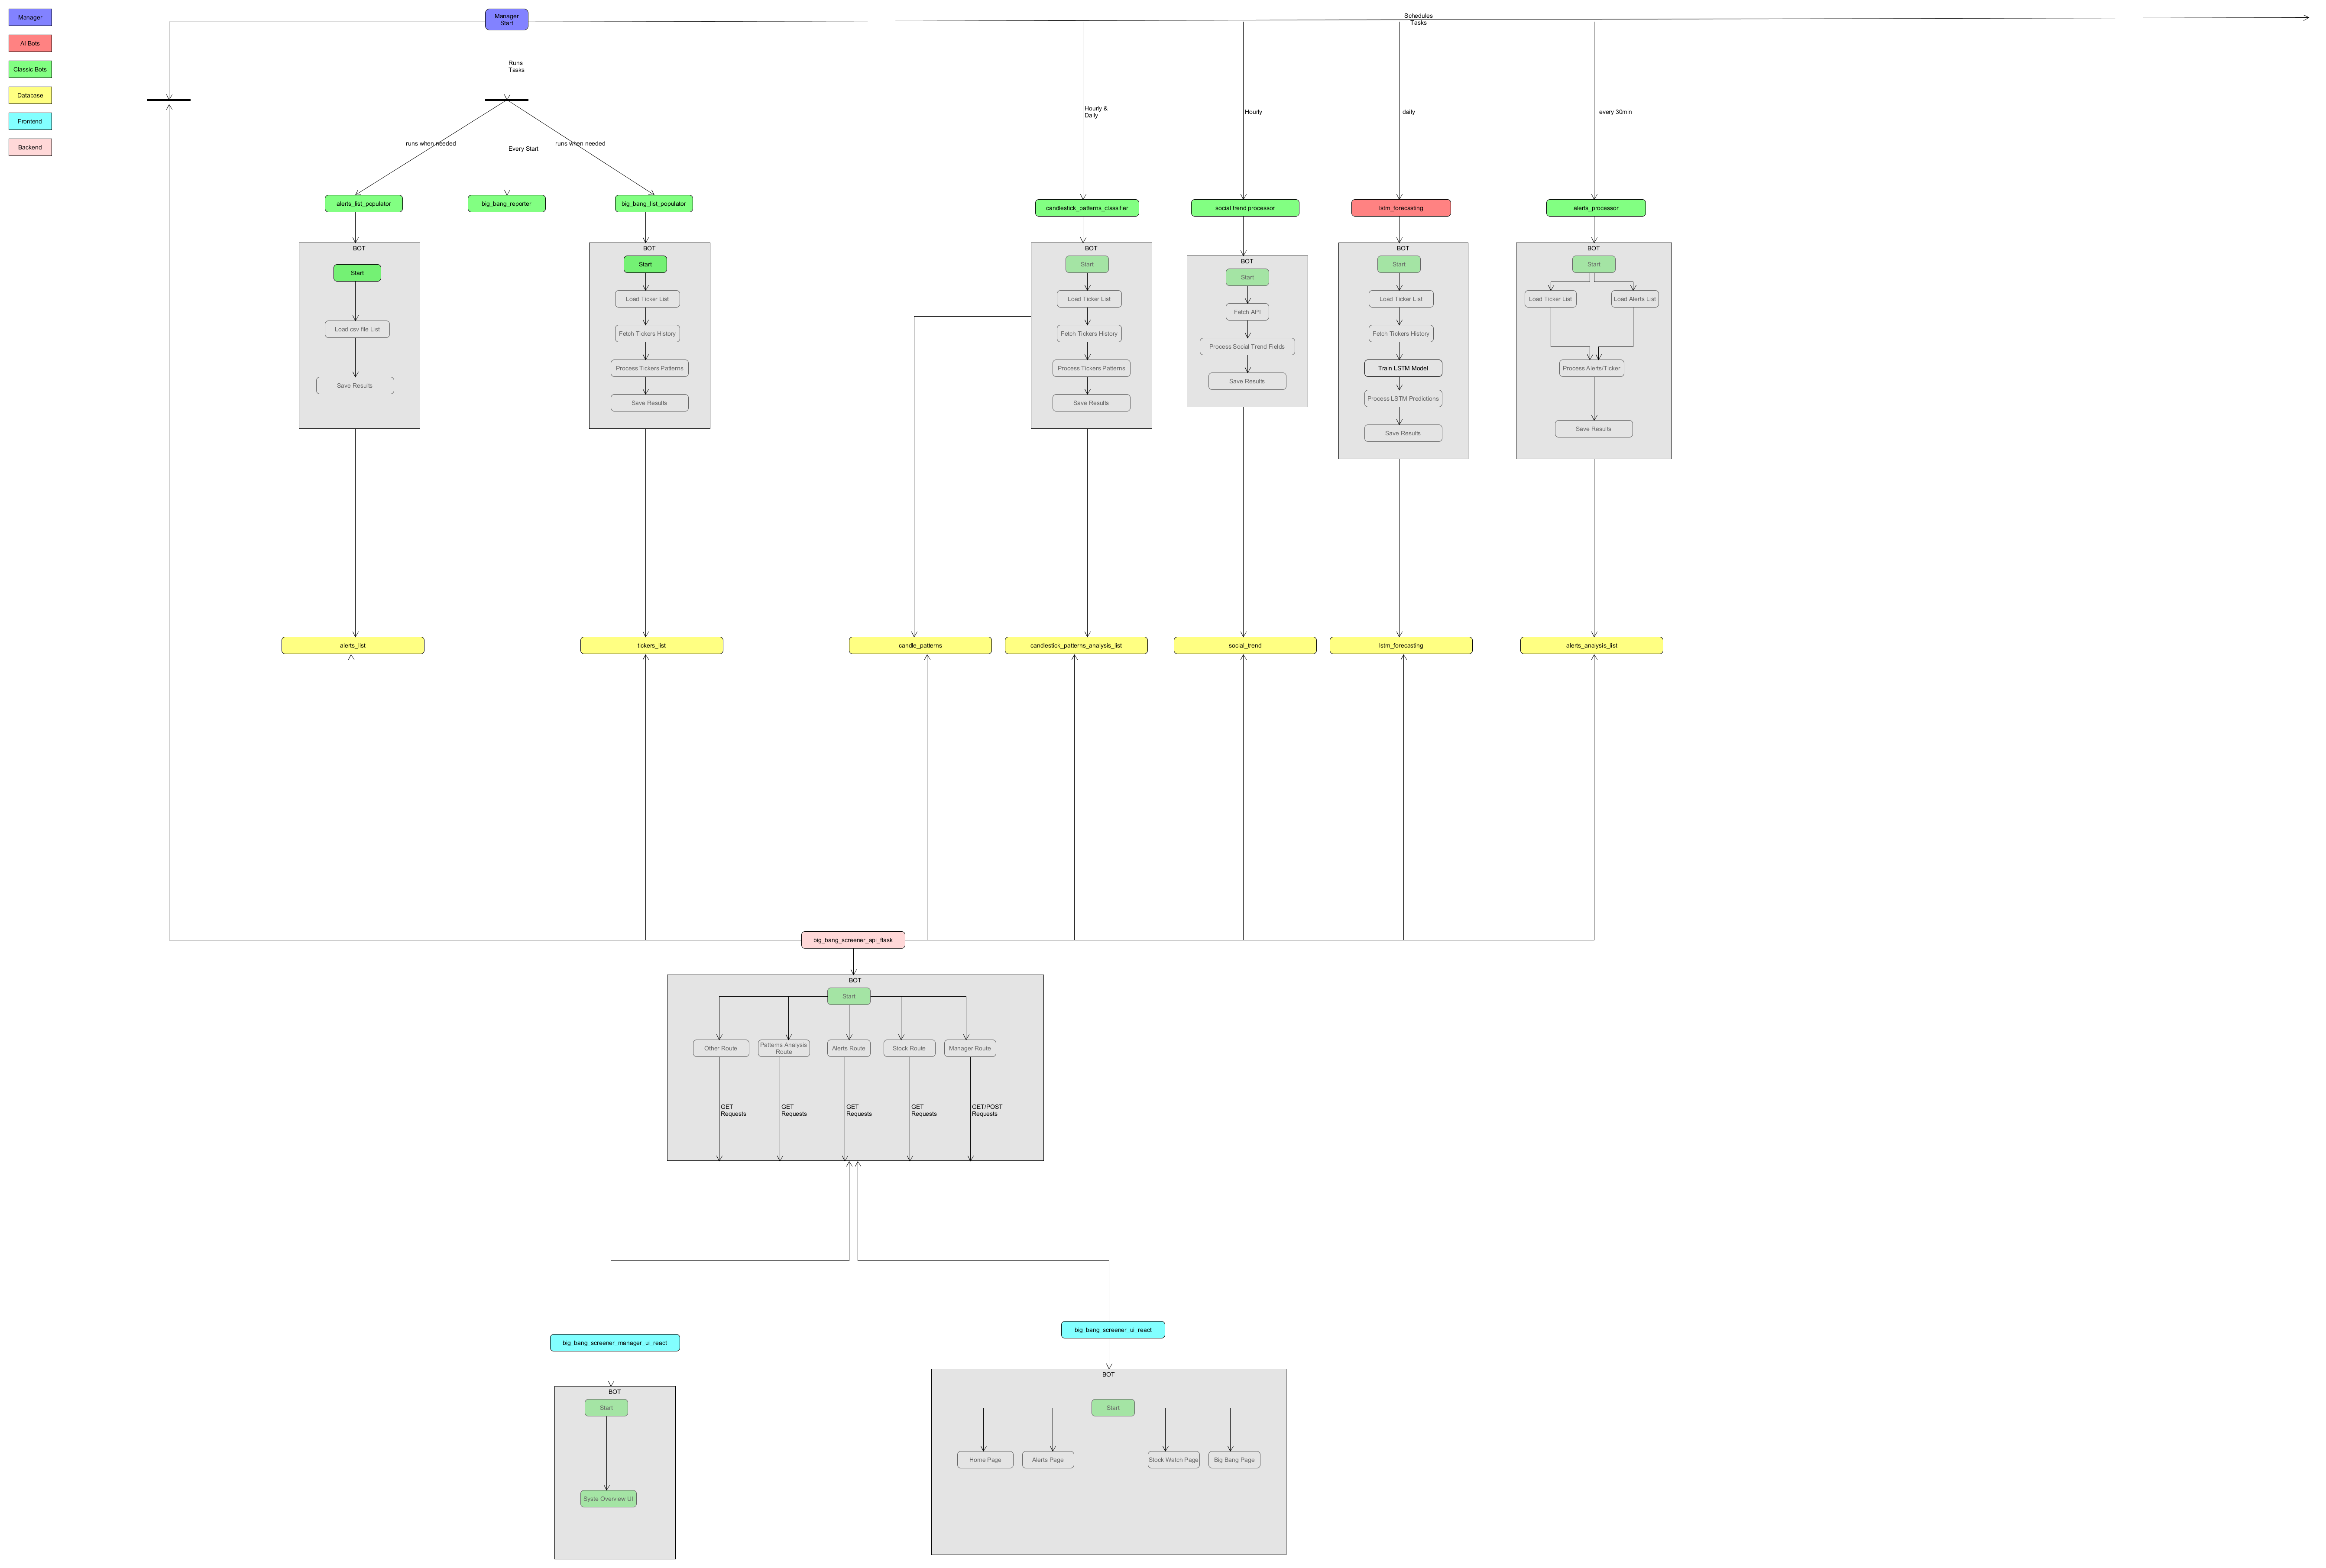 Manager
AI Bots
Classic Bots
Database
Frontend
Backend
Manager
Start
Schedules
Tasks
Runs
Tasks
Hourly &
Daily
Hourly
daily
every 30min
runs when needed
Every Start
runs when needed
alerts_list_populator
big_bang_reporter
big_bang_list_populator
candlestick_patterns_classifier
social trend processor
lstm_forecasting
alerts_processor
BOT
Start
Load csv file List
Save Results
BOT
Start
Load Ticker List
Fetch Tickers History
Process Tickers Patterns
Save Results
BOT
Start
Load Ticker List
Fetch Tickers History
Process Tickers Patterns
Save Results
BOT
Start
Fetch API
Process Social Trend Fields
Save Results
BOT
Start
Load Ticker List
Fetch Tickers History
Train LSTM Model
Process LSTM Predictions
Save Results
BOT
Start
Load Ticker List
Load Alerts List
Process Alerts/Ticker
Save Results
alerts_list
tickers_list
candle_patterns
candlestick_patterns_analysis_list
social_trend
lstm_forecasting
alerts_analysis_list
big_bang_screener_api_flask
BOT
Start
Other Route
Patterns Analysis
Route
Alerts Route
Stock Route
Manager Route
GET
Requests
GET
Requests
GET
Requests
GET
Requests
GET/POST
Requests
big_bang_screener_manager_ui_react
BOT
Start
Syste Overview UI
big_bang_screener_ui_react
BOT
Start
Home Page
Alerts Page
Stock Watch Page
Big Bang Page